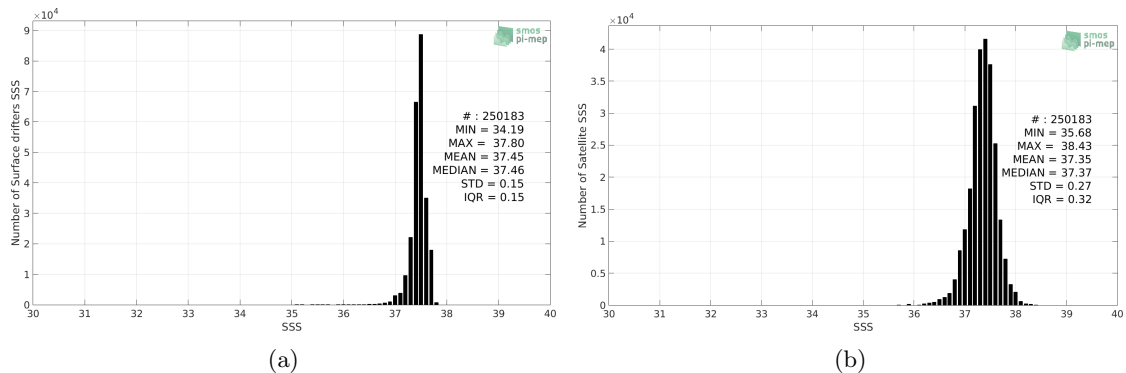 ×10⁴
9
8
7
6
5
4
3
2
1
0
Number of Surface drifters SSS
smos
pi-mep
# : 250183
MIN = 34.19
MAX = 37.80
MEAN = 37.45
MEDIAN = 37.46
STD = 0.15
IQR = 0.15
30 31 32 33 34 35 36 37 38 39 40
SSS
(a)
×10⁴
4
3.5
3
2.5
2
1.5
1
0.5
0
Number of Satellite SSS
smos
pi-mep
# : 250183
MIN = 35.68
MAX = 38.43
MEAN = 37.35
MEDIAN = 37.37
STD = 0.27
IQR = 0.32
30 31 32 33 34 35 36 37 38 39 40
SSS
(b)